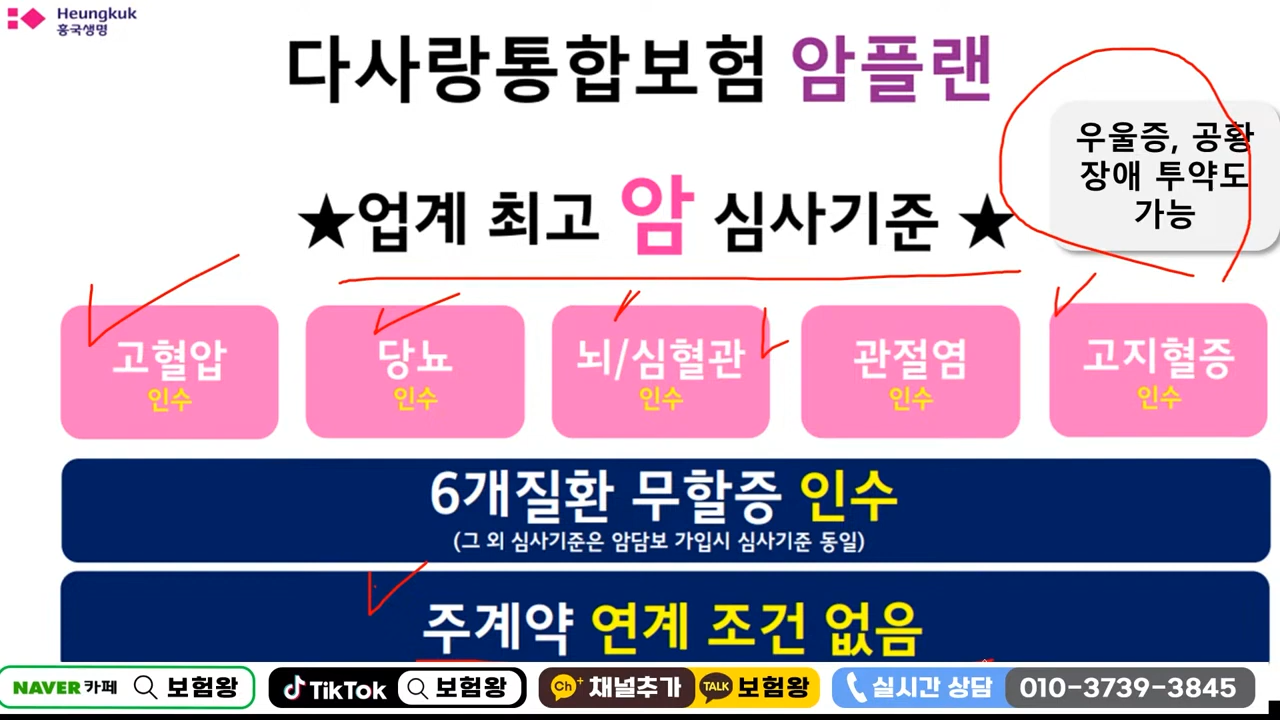 Heungkuk
흥국생명
다사랑통합보험 암플랜
우울증, 공황
장애 투약도
가능
★업계 최고 암 심사기준 ★
고혈압
인수
당뇨
인수
뇌/심혈관
인수
관절염
인수
고지혈증
인수
6개질환 무할증 인수
(그 외 심사기준은 암담보 가입시 심사기준 동일)
주계약 연계 조건 없음
NAVER 카페 보험왕
TikTok 보험왕
Ch+ 채널추가 TALK 보험왕
실시간 상담 010-3739-3845